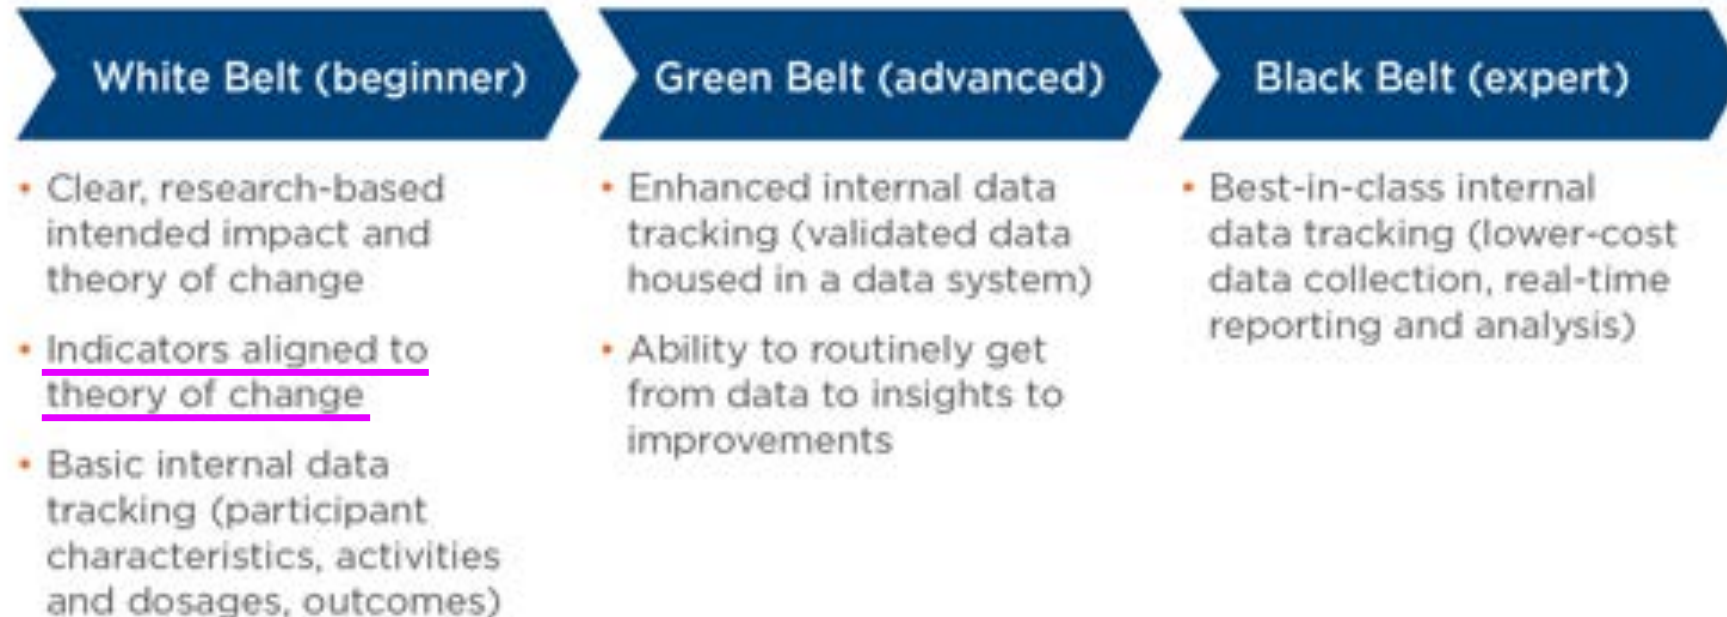 White Belt (beginner)
Green Belt (advanced)
Black Belt (expert)
• Clear, research-based
intended impact and
theory of change
• Indicators aligned to
theory of change
• Basic internal data
tracking (participant
characteristics, activities
and dosages, outcomes)
• Enhanced internal data
tracking (validated data
housed in a data system)
• Ability to routinely get
from data to insights to
improvements
• Best-in-class internal
data tracking (lower-cost
data collection, real-time
reporting and analysis)